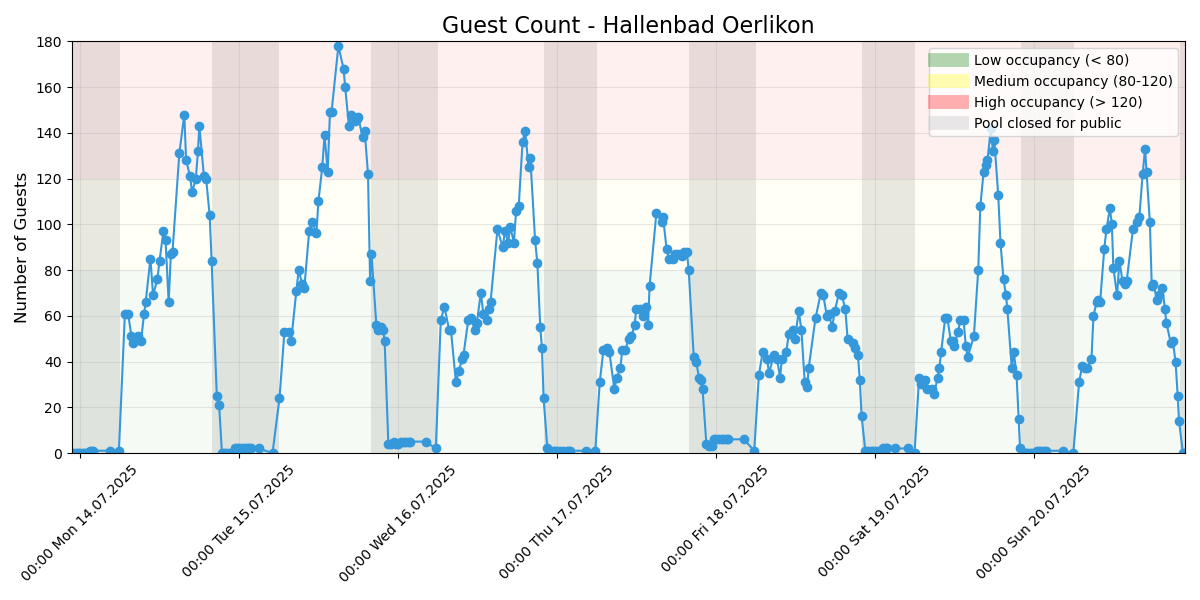 Guest Count - Hallenbad Oerlikon
Number of Guests
180
160
140
120
100
80
60
40
20
0
Low occupancy (< 80)
Medium occupancy (80-120)
High occupancy (> 120)
Pool closed for public
00:00 Mon 14.07.2025
00:00 Tue 15.07.2025
00:00 Wed 16.07.2025
00:00 Thu 17.07.2025
00:00 Fri 18.07.2025
00:00 Sat 19.07.2025
00:00 Sun 20.07.2025